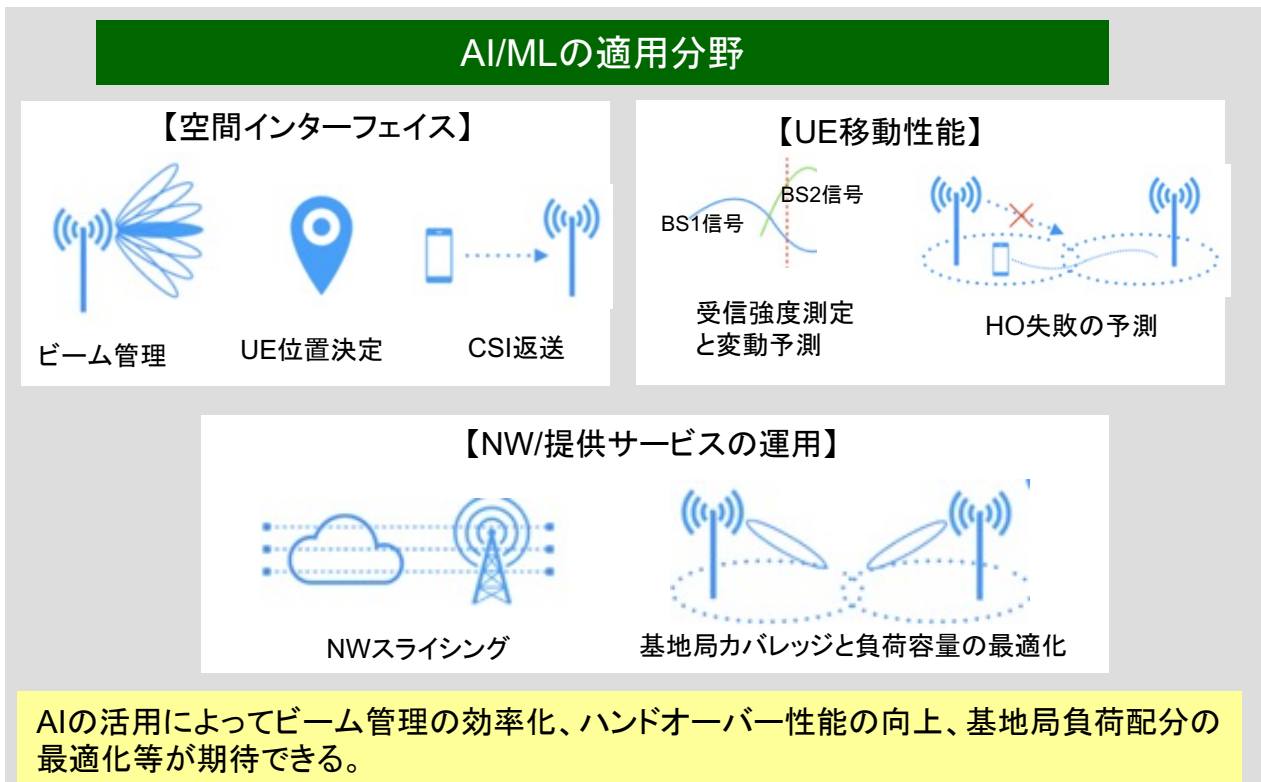 AI/MLの適用分野
【空間インターフェイス】
ビーム管理
UE位置決定
CSI返送
【UE移動性能】
BS1信号
BS2信号
受信強度測定
と変動予測
HO失敗の予測
【NW/提供サービスの運用】
NWスライシング
基地局カバレッジと負荷容量の最適化
AIの活用によってビーム管理の効率化、ハンドオーバー性能の向上、基地局負荷配分の
最適化等が期待できる。